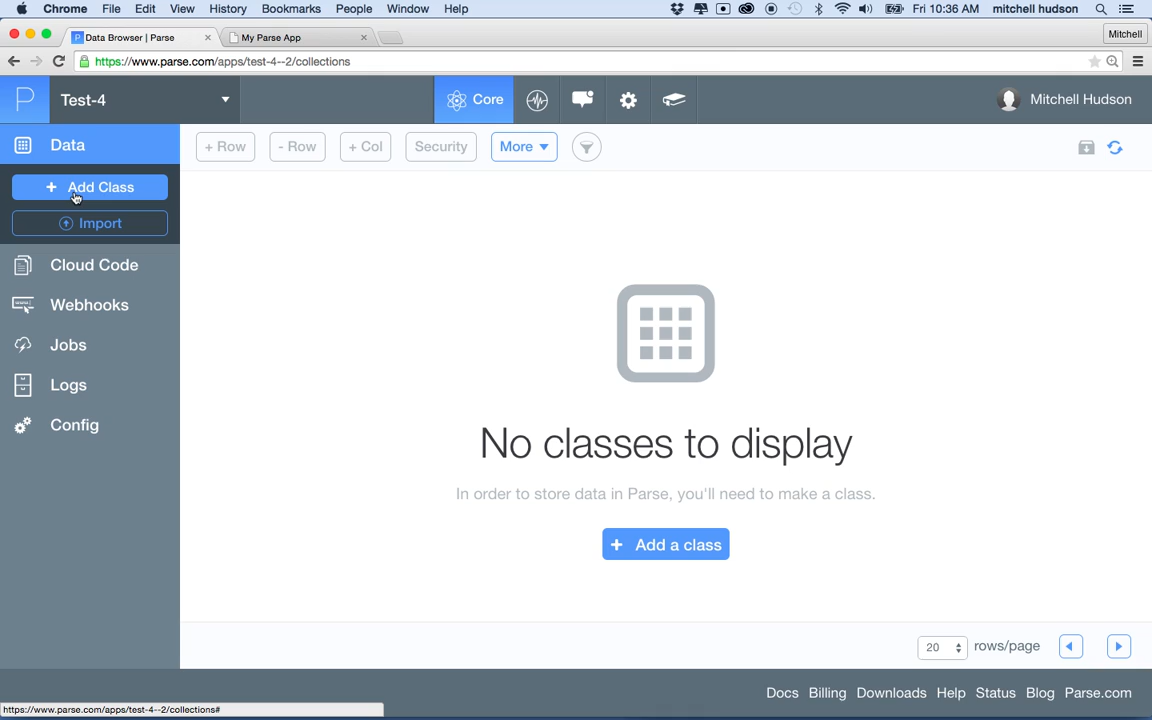 Chrome File Edit View History Bookmarks People Window Help Fri 10:36 AM mitchell hudson
Data Browser | Parse My Parse App Mitchell
https://www.parse.com/apps/test-4--2/collections
P Test-4 Core Mitchell Hudson
Data + Row - Row + Col Security More
+ Add Class
Import
Cloud Code
Webhooks
Jobs
Logs
Config
No classes to display
In order to store data in Parse, you'll need to make a class.
+ Add a class
20 rows/page
Docs Billing Downloads Help Status Blog Parse.com
https://www.parse.com/apps/test-4--2/collections#